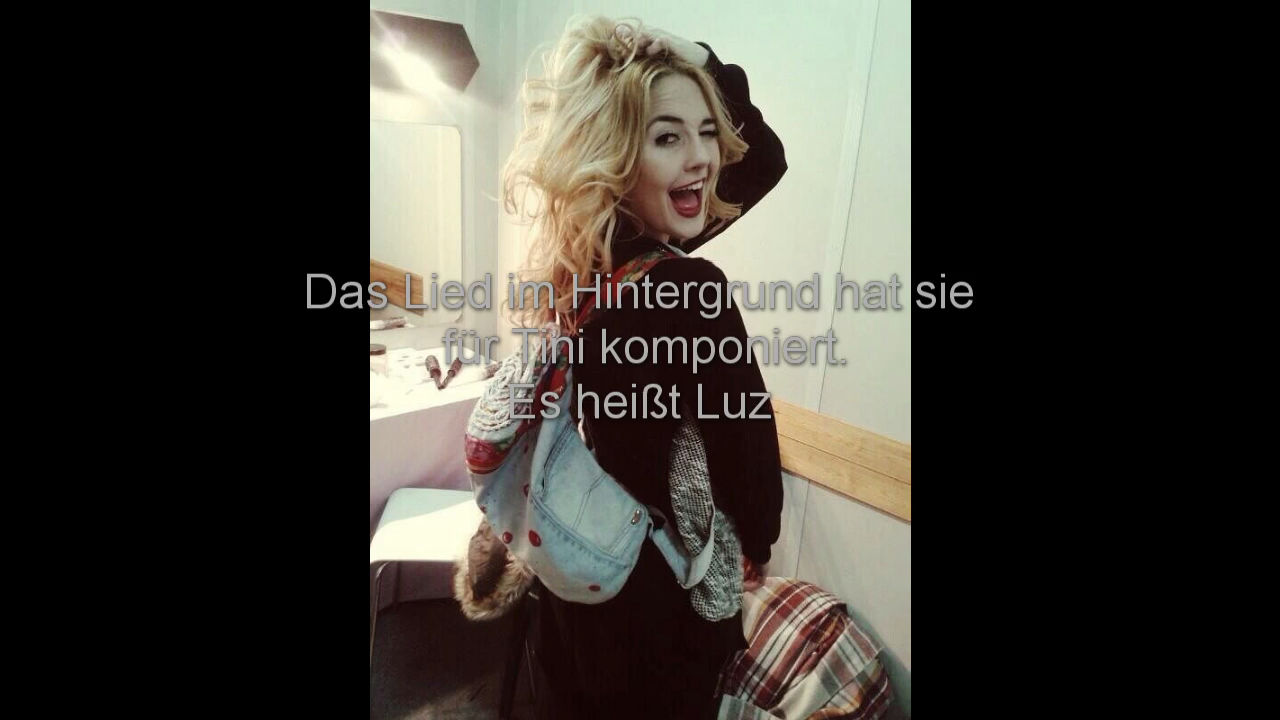 Das Lied im Hintergrund hat sie
für Tini komponiert.
Es heißt Luz